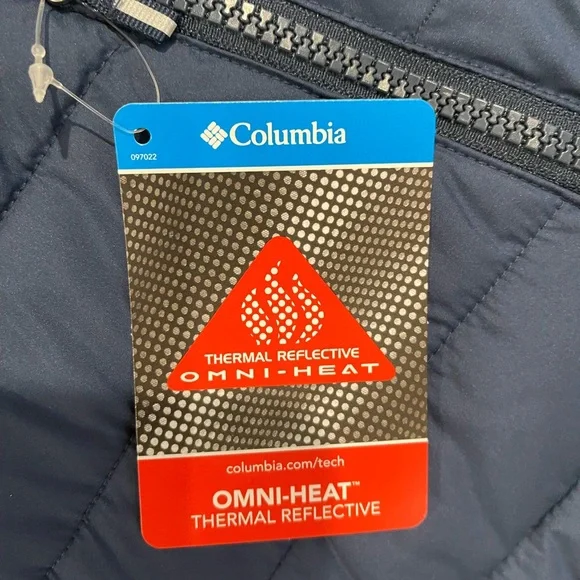 Columbia
097022
THERMAL REFLECTIVE
OMNI-HEAT
columbia.com/tech
OMNI-HEAT™
THERMAL REFLECTIVE